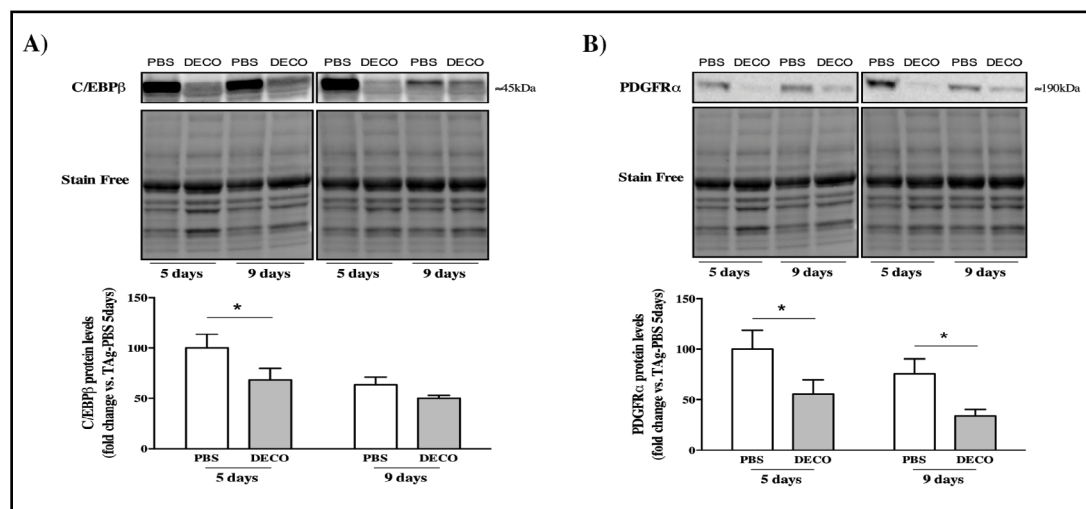 A)
PBS DECO PBS DECO PBS DECO PBS DECO
C/EBPβ
≈45kDa
Stain Free
5 days 9 days 5 days 9 days
C/EBPβ protein levels
(fold change vs. TAg-PBS 5days)
150
100
50
0
*
PBS DECO PBS DECO
5 days 9 days
B)
PBS DECO PBS DECO PBS DECO PBS DECO
PDGFRα
≈190kDa
Stain Free
5 days 9 days 5 days 9 days
PDGFRα protein levels
(fold change vs. TAg-PBS 5days)
150
100
50
0
*
*
PBS DECO PBS DECO
5 days 9 days